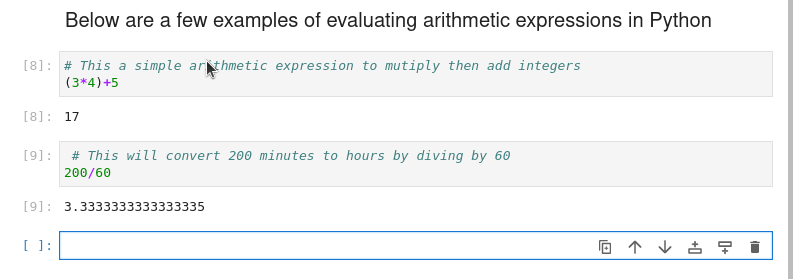 Below are a few examples of evaluating arithmetic expressions in Python
[8]: # This a simple arithmetic expression to mutiply then add integers
(3*4)+5
[8]: 17
[9]: # This will convert 200 minutes to hours by diving by 60
200/60
[9]: 3.3333333333333335
[ ]: